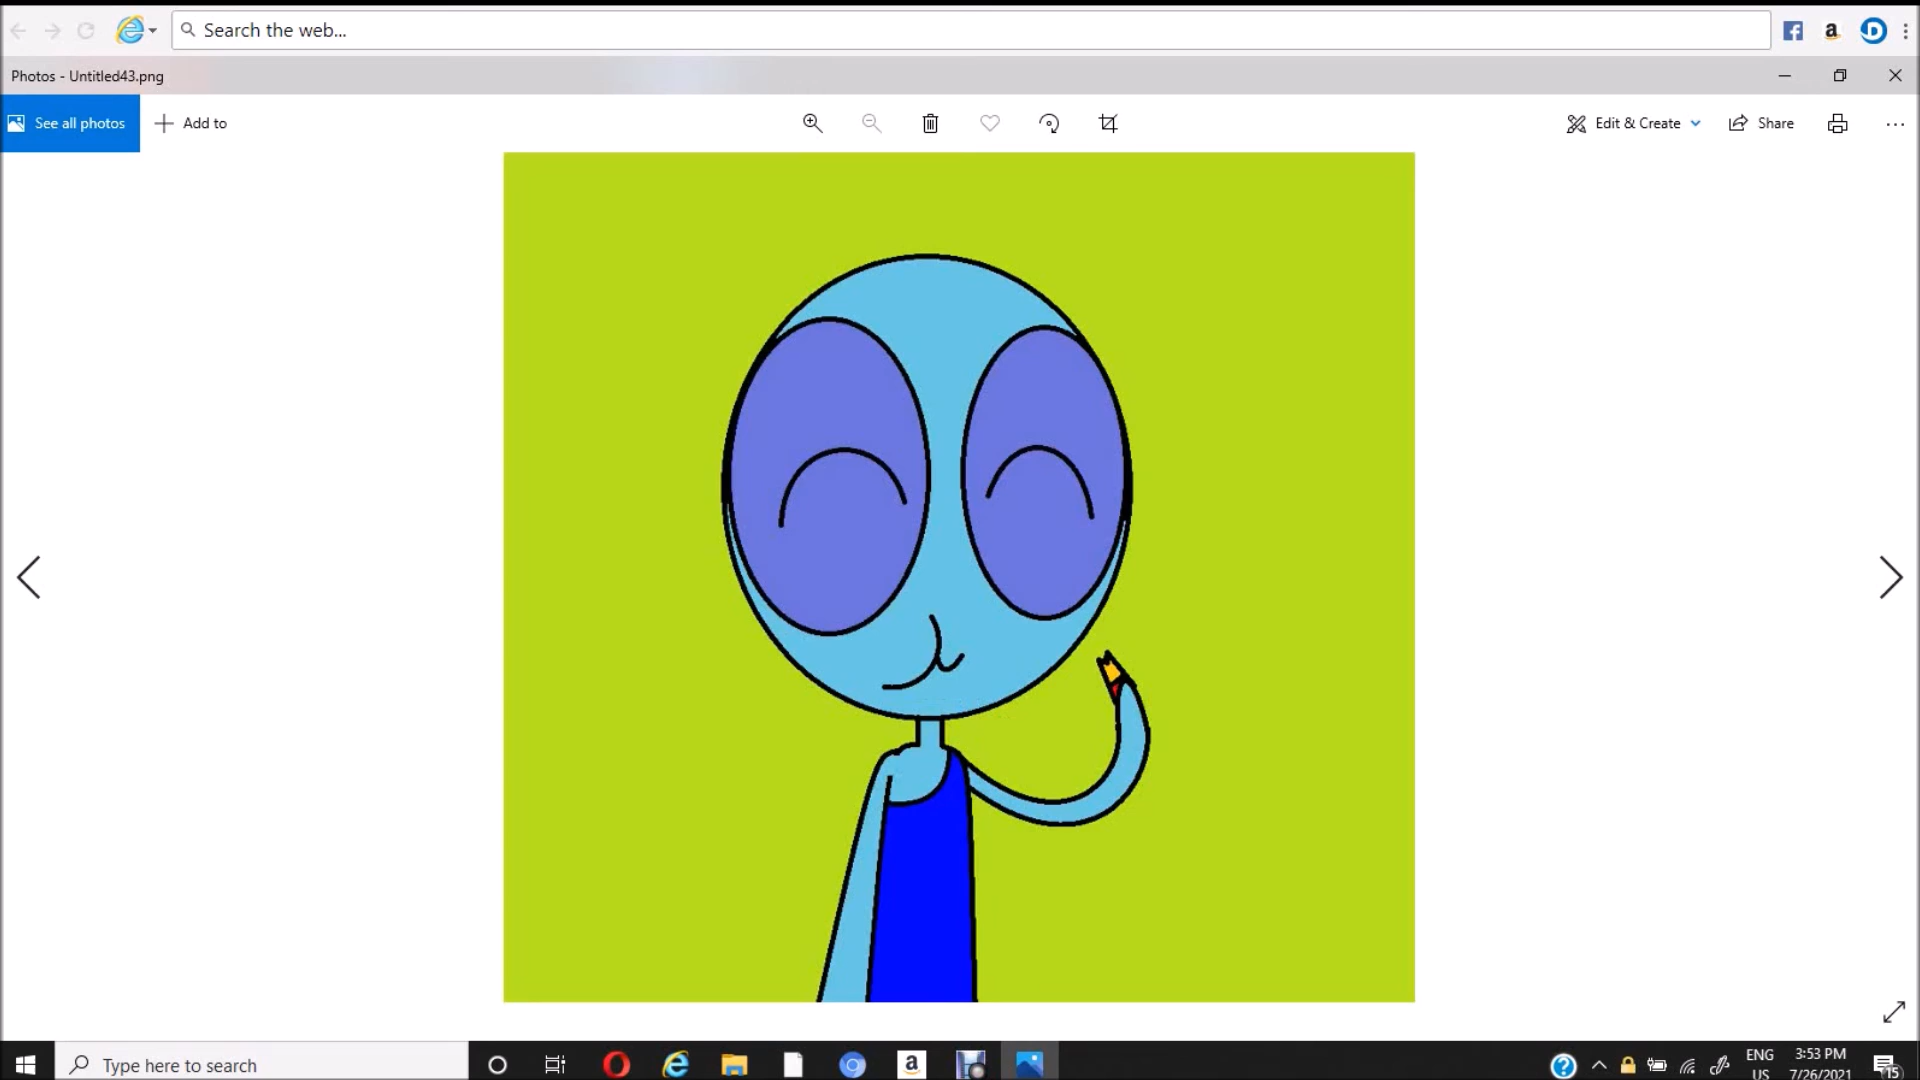 Search the web...
Photos - Untitled43.png
See all photos
Add to
Edit & Create
Share
Type here to search
ENG
US
3:53 PM
7/26/2021
15